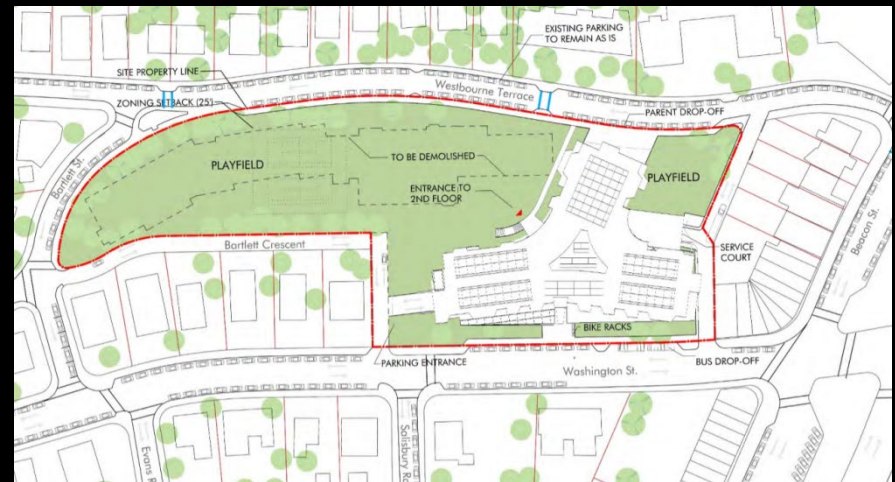 EXISTING PARKING
TO REMAIN AS IS
SITE PROPERTY LINE
Westbourne Terrace
ZONING SETBACK (25')
PARENT DROP-OFF
TO BE DEMOLISHED
PLAYFIELD
PLAYFIELD
Bartlett St.
ENTRANCE TO
2ND FLOOR
Beacon St.
Bartlett Crescent
SERVICE
COURT
BIKE RACKS
PARKING ENTRANCE
BUS DROP-OFF
Washington St.
Evans R
Salisbury Ro